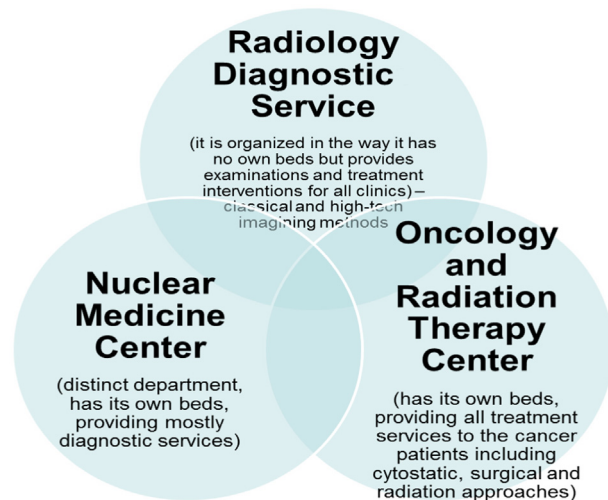 Radiology
Diagnostic
Service
(it is organized in the way it has
no own beds but provides
examinations and treatment
interventions for all clinics) –
classical and high-tech
imagining methods
Nuclear
Medicine
Center
(distinct department,
has its own beds,
providing mostly
diagnostic services)
Oncology
and
Radiation
Therapy
Center
(has its own beds,
providing all treatment
services to the cancer
patients including
cytostatic, surgical and
radiation approaches)